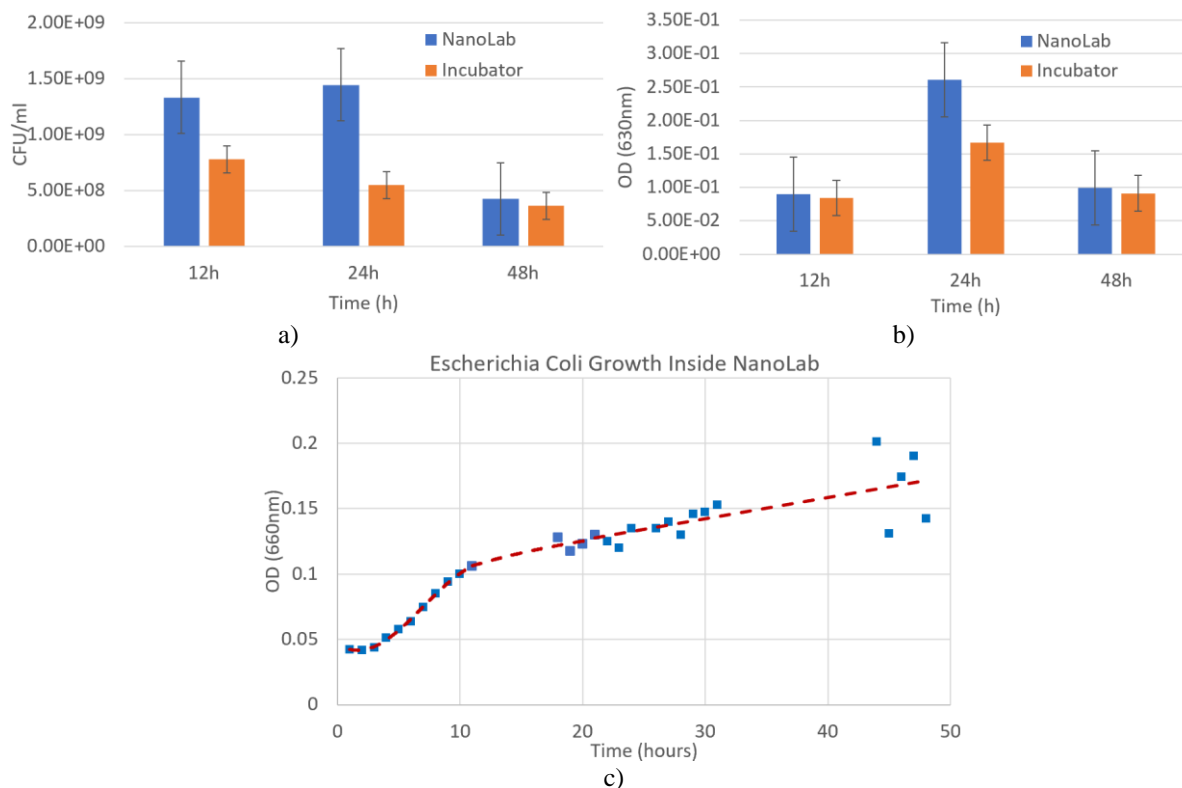 2.00E+09
1.50E+09
1.00E+09
5.00E+08
0.00E+00
CFU/ml
NanoLab
Incubator
12h
24h
48h
Time (h)
a)
3.50E-01
3.00E-01
2.50E-01
2.00E-01
1.50E-01
1.00E-01
5.00E-02
0.00E+00
OD (630nm)
NanoLab
Incubator
12h
24h
48h
Time (h)
b)
Escherichia Coli Growth Inside NanoLab
0.25
0.2
0.15
0.1
0.05
0
OD (660nm)
0
10
20
30
40
50
Time (hours)
c)